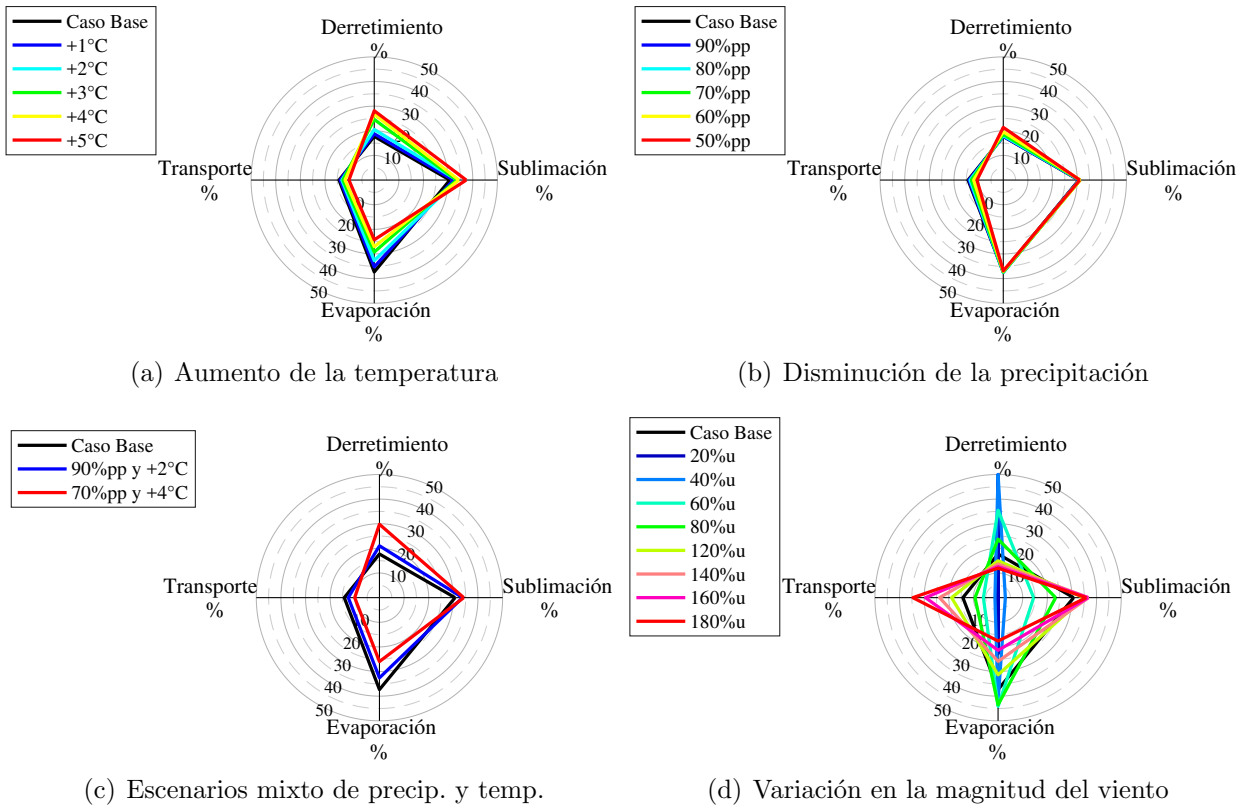 Caso Base
+1°C
+2°C
+3°C
+4°C
+5°C
Derretimiento
%
50
40
30
20
10
Transporte
%
Sublimación
%
0
20
30
40
50
Evaporación
%
(a) Aumento de la temperatura
Caso Base
90%pp
80%pp
70%pp
60%pp
50%pp
Derretimiento
%
50
40
30
20
10
Transporte
%
Sublimación
%
0
20
30
40
50
Evaporación
%
(b) Disminución de la precipitación
Caso Base
90%pp y +2°C
70%pp y +4°C
Derretimiento
%
50
40
30
20
10
Transporte
%
Sublimación
%
10
20
30
40
50
Evaporación
%
(c) Escenarios mixto de precip. y temp.
Caso Base
20%u
40%u
60%u
80%u
120%u
140%u
160%u
180%u
Derretimiento
%
50
40
30
20
10
Transporte
%
Sublimación
%
10
20
30
40
50
Evaporación
%
(d) Variación en la magnitud del viento